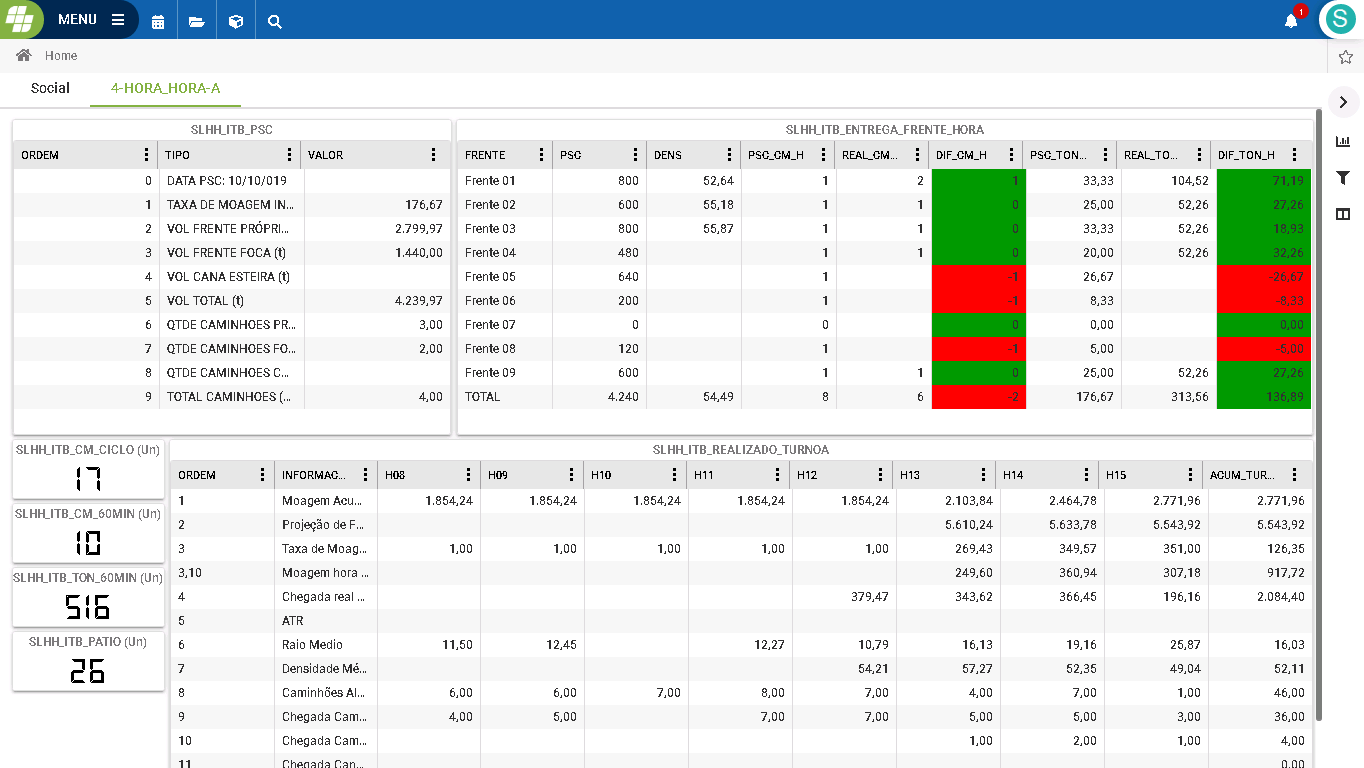 MENU
1
S
Home
Social 4-HORA_HORA-A
SLHH_ITB_PSC
ORDEM TIPO VALOR
0 DATA PSC: 10/10/019
1 TAXA DE MOAGEM IN... 176,67
2 VOL FRENTE PRÓPRI... 2.799,97
3 VOL FRENTE FOCA (t) 1.440,00
4 VOL CANA ESTEIRA (t)
5 VOL TOTAL (t) 4.239,97
6 QTDE CAMINHOES PR... 3,00
7 QTDE CAMINHOES FO... 2,00
8 QTDE CAMINHOES C...
9 TOTAL CAMINHOES (... 4,00
SLHH_ITB_ENTREGA_FRENTE_HORA
FRENTE PSC DENS PSC_CM_H REAL_CM... DIF_CM_H PSC_TON... REAL_TO... DIF_TON_H
Frente 01 800 52,64 1 2 1 33,33 104,52 71,19
Frente 02 600 55,18 1 1 0 25,00 52,26 27,26
Frente 03 800 55,87 1 1 0 33,33 52,26 18,93
Frente 04 480 1 1 0 20,00 52,26 32,26
Frente 05 640 1 -1 26,67 -26,67
Frente 06 200 1 -1 8,33 -8,33
Frente 07 0 0 0 0,00 0,00
Frente 08 120 1 -1 5,00 -5,00
Frente 09 600 1 1 0 25,00 52,26 27,26
TOTAL 4.240 54,49 8 6 -2 176,67 313,56 136,89
SLHH_ITB_CM_CICLO (Un)
17
SLHH_ITB_CM_60MIN (Un)
10
SLHH_ITB_TON_60MIN (Un)
516
SLHH_ITB_PATIO (Un)
26
SLHH_ITB_REALIZADO_TURNOA
ORDEM INFORMAC... H08 H09 H10 H11 H12 H13 H14 H15 ACUM_TUR...
1 Moagem Acu... 1.854,24 1.854,24 1.854,24 1.854,24 1.854,24 2.103,84 2.464,78 2.771,96 2.771,96
2 Projeção de F... 5.610,24 5.633,78 5.543,92 5.543,92
3 Taxa de Moag... 1,00 1,00 1,00 1,00 1,00 269,43 349,57 351,00 126,35
3,10 Moagem hora ... 249,60 360,94 307,18 917,72
4 Chegada real ... 379,47 343,62 366,45 196,16 2.084,40
5 ATR
6 Raio Medio 11,50 12,45 12,27 10,79 16,13 19,16 25,87 16,03
7 Densidade Mé... 54,21 57,27 52,35 49,04 52,11
8 Caminhões Al... 6,00 6,00 7,00 8,00 7,00 4,00 7,00 1,00 46,00
9 Chegada Cam... 4,00 5,00 7,00 7,00 5,00 5,00 3,00 36,00
10 Chegada Cam... 1,00 2,00 1,00 4,00
11 Chegada Can... 0,00